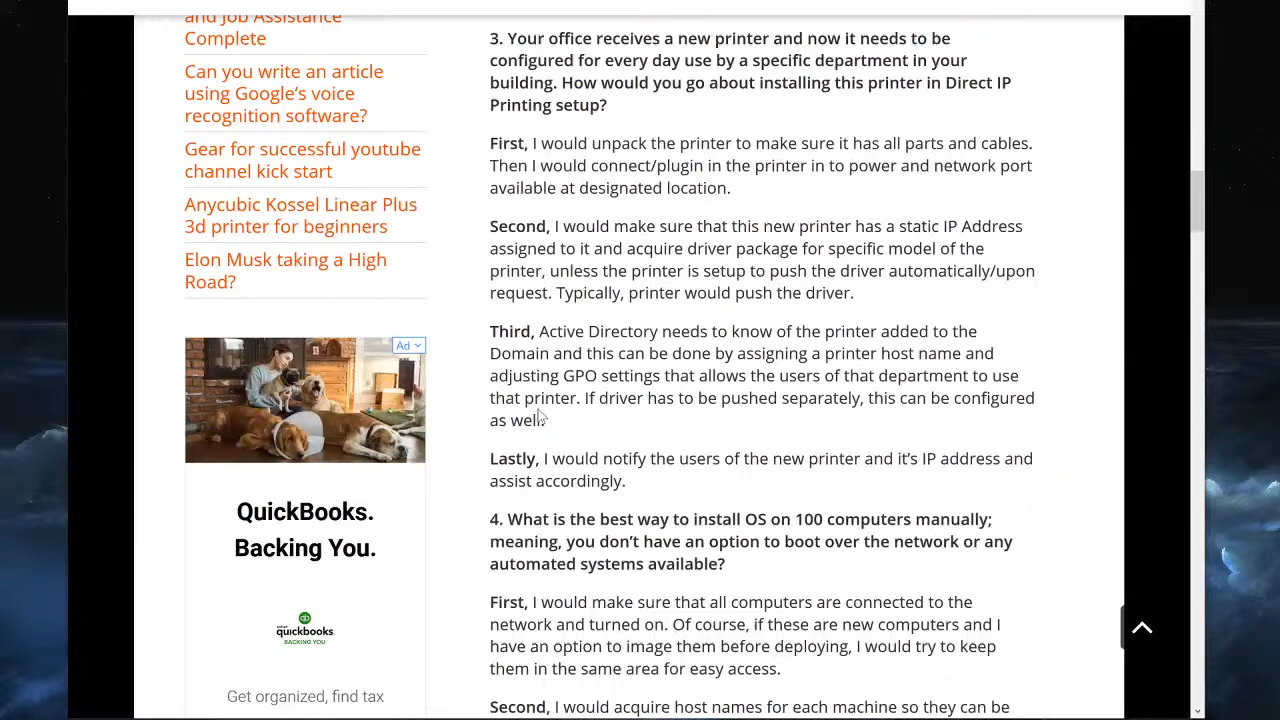 and Job Assistance
Complete
Can you write an article
using Google’s voice
recognition software?
Gear for successful youtube
channel kick start
Anycubic Kossel Linear Plus
3d printer for beginners
Elon Musk taking a High
Road?
Ad
QuickBooks.
Backing You.
intuit
quickbooks
BACKING YOU
Get organized, find tax
3. Your office receives a new printer and now it needs to be
configured for every day use by a specific department in your
building. How would you go about installing this printer in Direct IP
Printing setup?
First, I would unpack the printer to make sure it has all parts and cables.
Then I would connect/plugin in the printer in to power and network port
available at designated location.
Second, I would make sure that this new printer has a static IP Address
assigned to it and acquire driver package for specific model of the
printer, unless the printer is setup to push the driver automatically/upon
request. Typically, printer would push the driver.
Third, Active Directory needs to know of the printer added to the
Domain and this can be done by assigning a printer host name and
adjusting GPO settings that allows the users of that department to use
that printer. If driver has to be pushed separately, this can be configured
as well.
Lastly, I would notify the users of the new printer and it’s IP address and
assist accordingly.
4. What is the best way to install OS on 100 computers manually;
meaning, you don’t have an option to boot over the network or any
automated systems available?
First, I would make sure that all computers are connected to the
network and turned on. Of course, if these are new computers and I
have an option to image them before deploying, I would try to keep
them in the same area for easy access.
Second, I would acquire host names for each machine so they can be